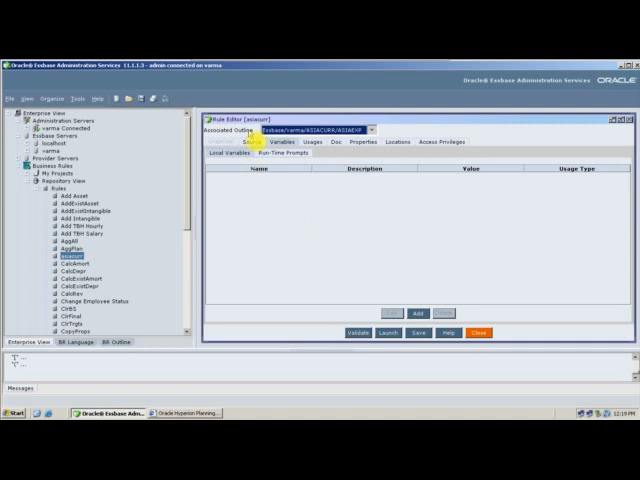 Oracle® Essbase Administration Services 11.1.1.3 - admin connected on varma
Oracle® Essbase Administration Services ORACLE
File View Organize Tools Help
Enterprise View
Administration Servers
varma Connected
Essbase Servers
localhost
varma
Provider Servers
Business Rules
My Projects
Repository View
Rules
Add Asset
AddExistAsset
AddExistIntangible
Add Intangible
Add TBH Hourly
Add TBH Salary
AggAll
AggPlan
asiacurr
CalcAmort
CalcDepr
CalcExistAmort
CalcExistDepr
CalcRev
Change Employee Status
ClrBS
ClrFinal
ClrTrgts
CopyProps
Enterprise View BR Language BR Outline
Rule Editor [asiacurr]
Associated Outline Essbase/varma/ASIACURR/ASIAEXP
Graphical Source Variables Usages Doc Properties Locations Access Privileges
Local Variables Run-Time Prompts
Name Description Value Usage Type
Edit Add Delete
Validate Launch Save Help Close
Messages
Start Oracle® Essbase Adm... Oracle Hyperion Planning... 12:19 PM